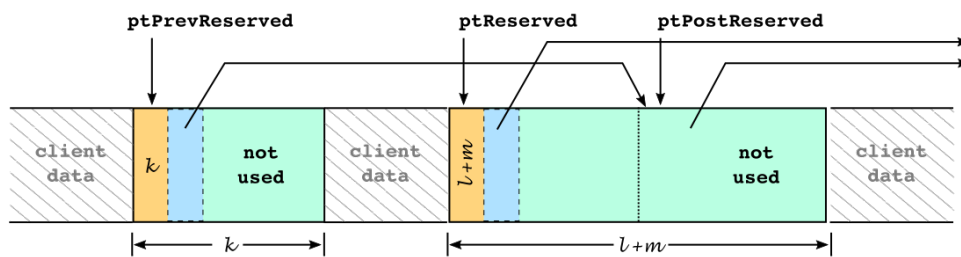 ptPrevReserved
ptReserved
ptPostReserved
client
data
k
not
used
client
data
l+m
not
used
client
data
k
l+m